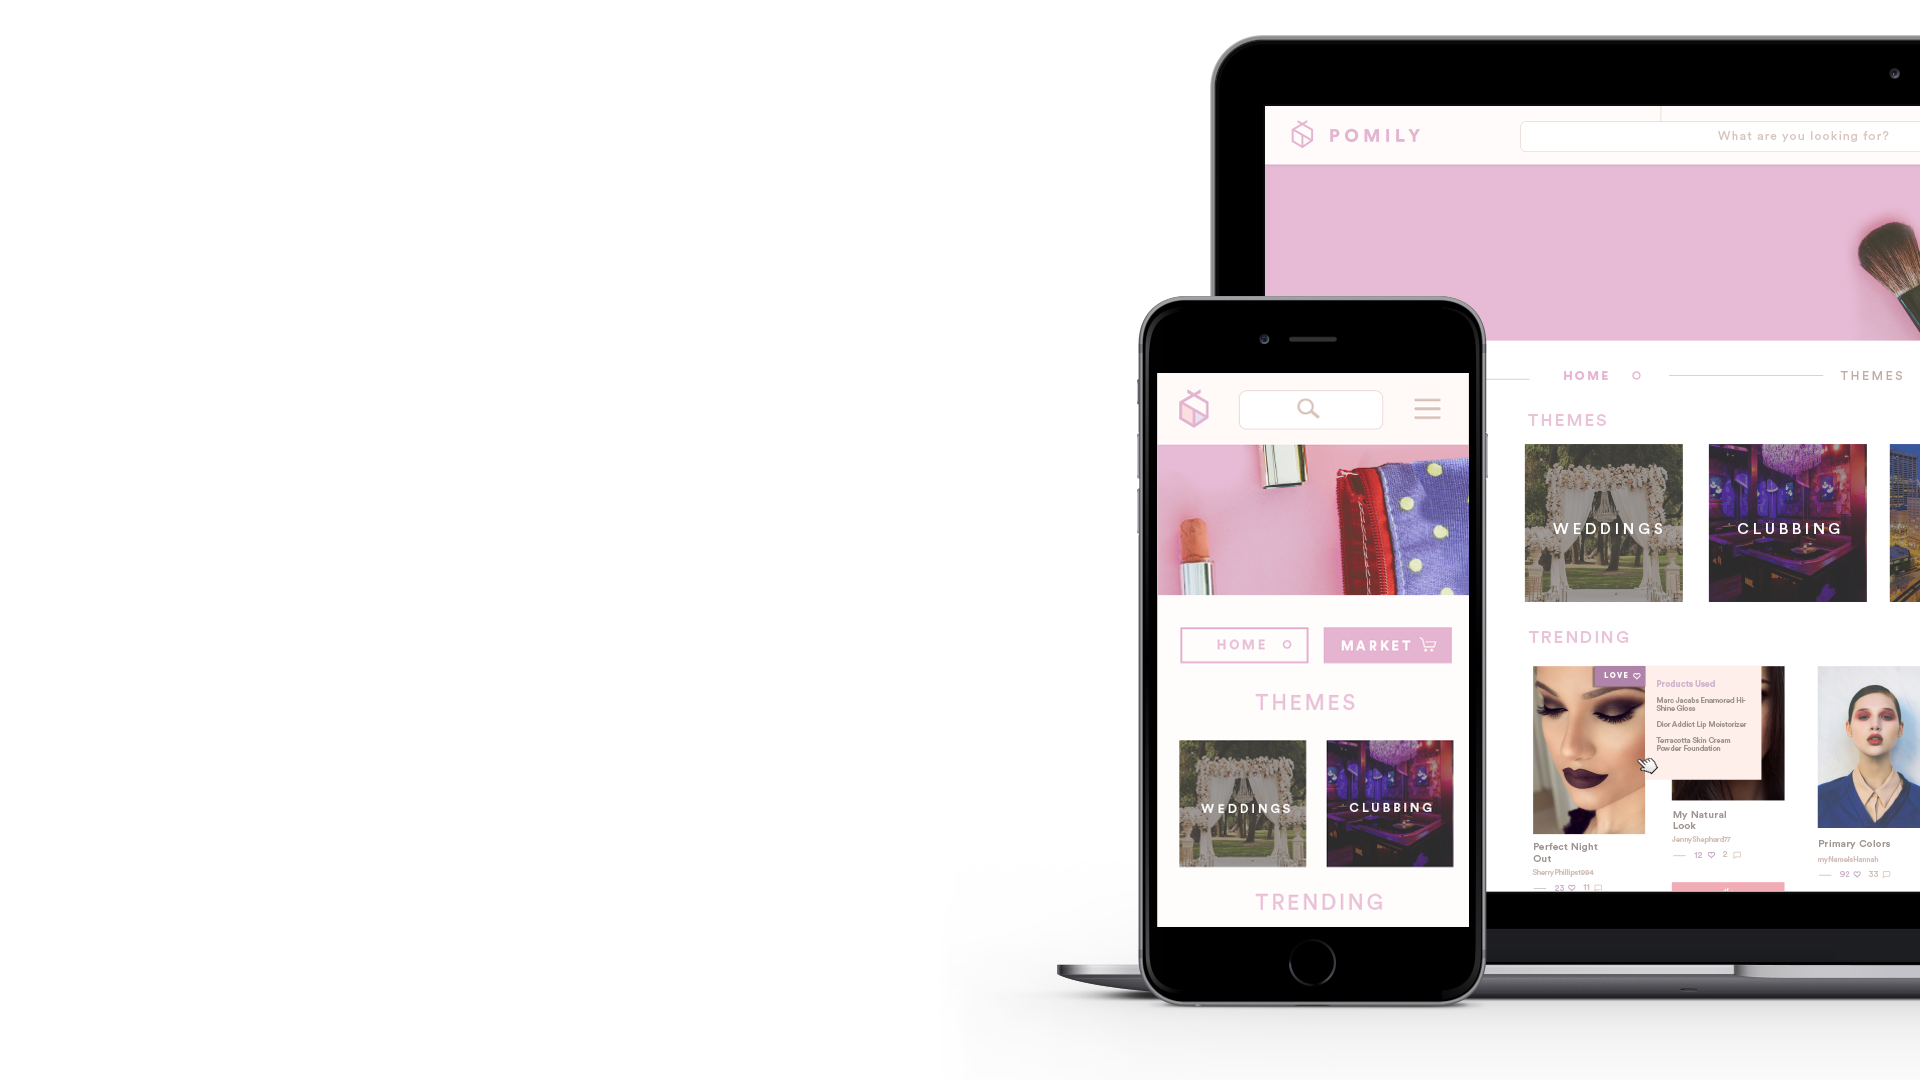 POMILY
What are you looking for?
HOME
THEMES
THEMES
WEDDINGS
CLUBBING
TRENDING
LOVE
Products Used
Marc Jacobs Enamored Hi-
Shine Gloss
Dior Addict Lip Moistorizer
Terracotta Skin Cream
Powder Foundation
My Natural
Look
JennyShephard77
12 2
Perfect Night
Out
SherryPhillips1994
23 11
Primary Colors
myNameIsHannah
92 33
HOME
MARKET
THEMES
WEDDINGS
CLUBBING
TRENDING